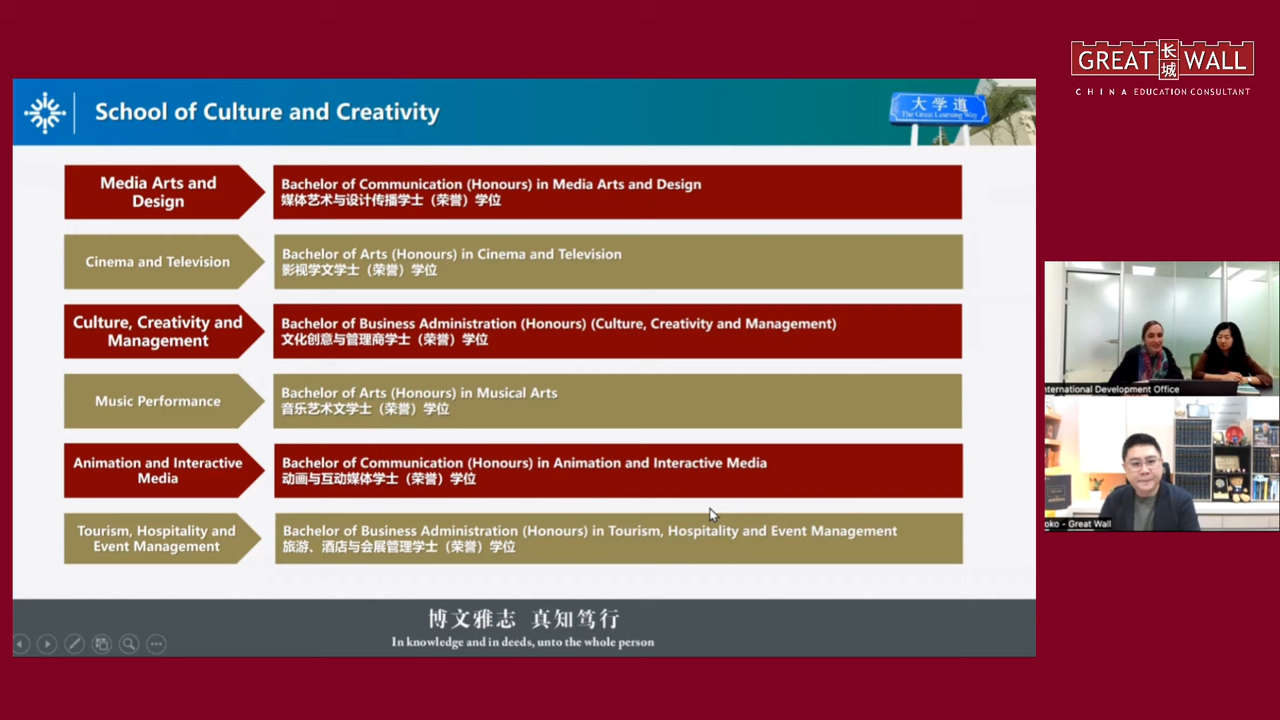 School of Culture and Creativity
大学道
The Great Learning Way
Media Arts and
Design
Bachelor of Communication (Honours) in Media Arts and Design
媒体艺术与设计传播学士（荣誉）学位
Cinema and Television
Bachelor of Arts (Honours) in Cinema and Television
影视学文学士（荣誉）学位
Culture, Creativity and
Management
Bachelor of Business Administration (Honours) (Culture, Creativity and Management)
文化创意与管理商学士（荣誉）学位
Music Performance
Bachelor of Arts (Honours) in Musical Arts
音乐艺术文学士（荣誉）学位
Animation and Interactive
Media
Bachelor of Communication (Honours) in Animation and Interactive Media
动画与互动媒体学士（荣誉）学位
Tourism, Hospitality and
Event Management
Bachelor of Business Administration (Honours) in Tourism, Hospitality and Event Management
旅游、酒店与会展管理学士（荣誉）学位
博文雅志 真知笃行
In knowledge and in deeds, unto the whole person
GREAT 长城 WALL
CHINA EDUCATION CONSULTANT
nternational Development Office
oko - Great Wall